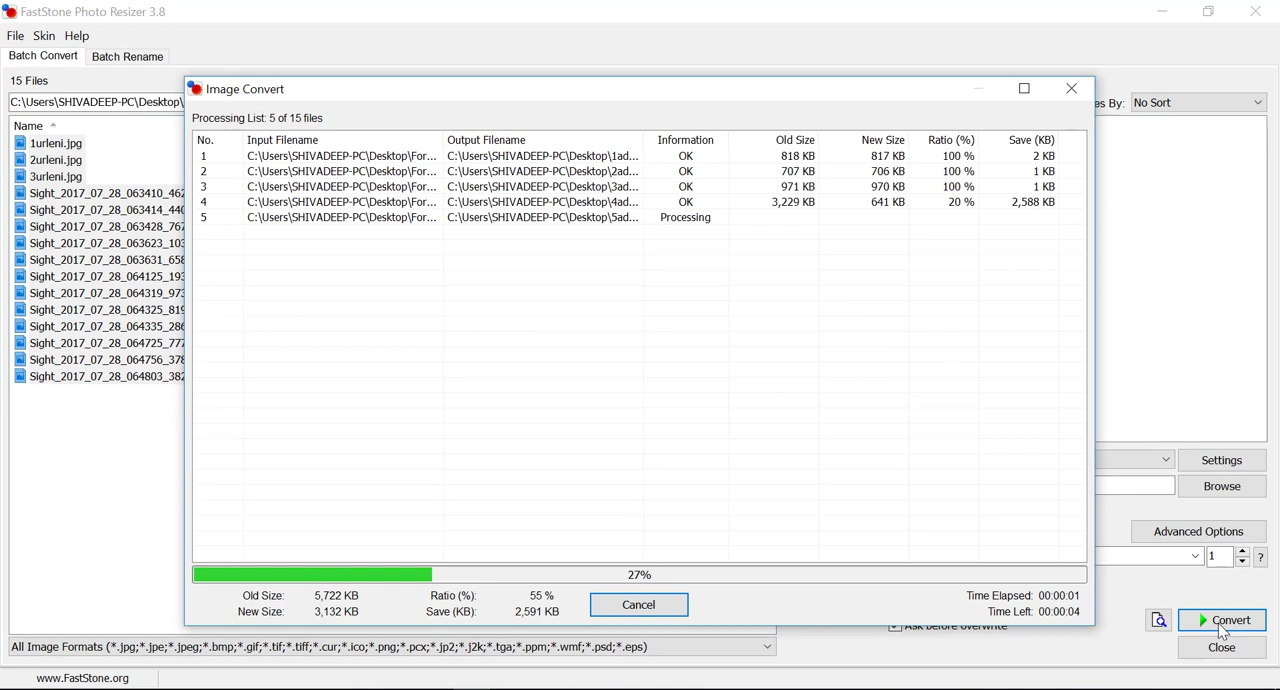 FastStone Photo Resizer 3.8
File Skin Help
Batch Convert Batch Rename
15 Files
C:\Users\SHIVADEEP-PC\Desktop\
es By: No Sort
Name
1urleni.jpg
2urleni.jpg
3urleni.jpg
Sight_2017_07_28_063410_462
Sight_2017_07_28_063414_440
Sight_2017_07_28_063428_767
Sight_2017_07_28_063623_103
Sight_2017_07_28_063631_658
Sight_2017_07_28_064125_193
Sight_2017_07_28_064319_973
Sight_2017_07_28_064325_819
Sight_2017_07_28_064335_286
Sight_2017_07_28_064725_777
Sight_2017_07_28_064756_378
Sight_2017_07_28_064803_382
Image Convert
Processing List: 5 of 15 files
No. Input Filename Output Filename Information Old Size New Size Ratio (%) Save (KB)
1 C:\Users\SHIVADEEP-PC\Desktop\For... C:\Users\SHIVADEEP-PC\Desktop\1ad... OK 818 KB 817 KB 100 % 2 KB
2 C:\Users\SHIVADEEP-PC\Desktop\For... C:\Users\SHIVADEEP-PC\Desktop\2ad... OK 707 KB 706 KB 100 % 1 KB
3 C:\Users\SHIVADEEP-PC\Desktop\For... C:\Users\SHIVADEEP-PC\Desktop\3ad... OK 971 KB 970 KB 100 % 1 KB
4 C:\Users\SHIVADEEP-PC\Desktop\For... C:\Users\SHIVADEEP-PC\Desktop\4ad... OK 3,229 KB 641 KB 20 % 2,588 KB
5 C:\Users\SHIVADEEP-PC\Desktop\For... C:\Users\SHIVADEEP-PC\Desktop\5ad... Processing
27%
Old Size: 5,722 KB Ratio (%): 55 % Time Elapsed: 00:00:01
New Size: 3,132 KB Save (KB): 2,591 KB Time Left: 00:00:04
Cancel
Settings
Browse
Advanced Options
1 ?
Ask before overwrite
Convert
Close
All Image Formats (*.jpg;*.jpe;*.jpeg;*.bmp;*.gif;*.tif;*.tiff;*.cur;*.ico;*.png;*.pcx;*.jp2;*.j2k;*.tga;*.ppm;*.wmf;*.psd;*.eps)
www.FastStone.org